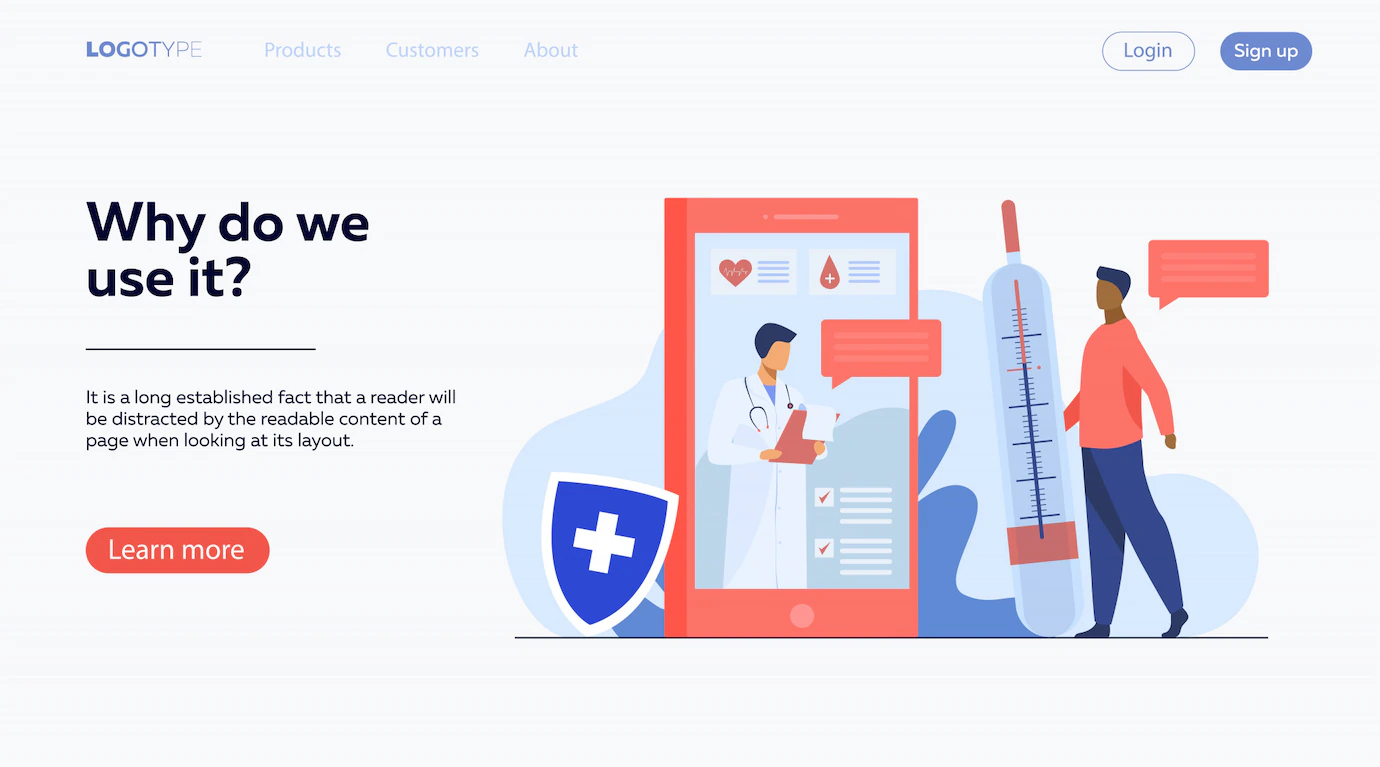 LOGOTYPE
Products
Customers
About
Login
Sign up
Why do we
use it?
It is a long established fact that a reader will
be distracted by the readable content of a
page when looking at its layout.
Learn more